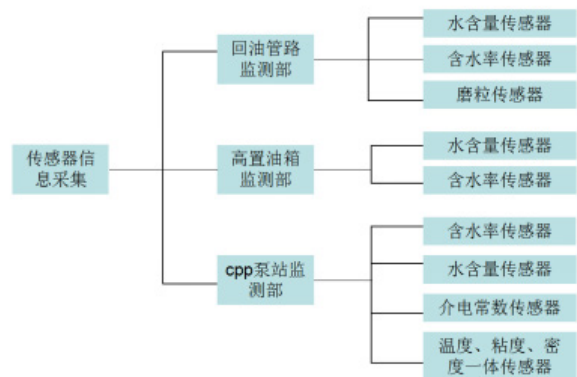 传感器信
息采集
回油管路
监测部
水含量传感器
含水率传感器
磨粒传感器
高置油箱
监测部
水含量传感器
含水率传感器
cpp泵站监
测部
含水率传感器
水含量传感器
介电常数传感器
温度、粘度、密
度一体传感器